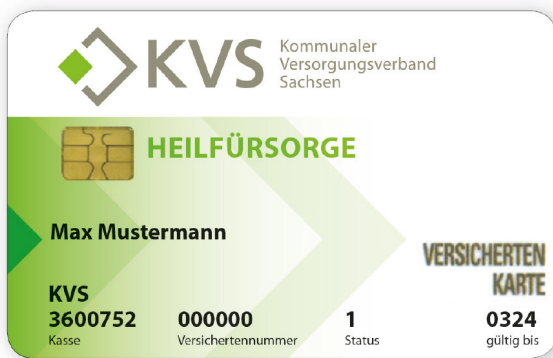 KVS
Kommunaler
Versorgungsverband
Sachsen
HEILFÜRSORGE
Max Mustermann
VERSICHERTEN
KARTE
KVS
3600752 000000 1 0324
Kasse Versichertennummer Status gültig bis